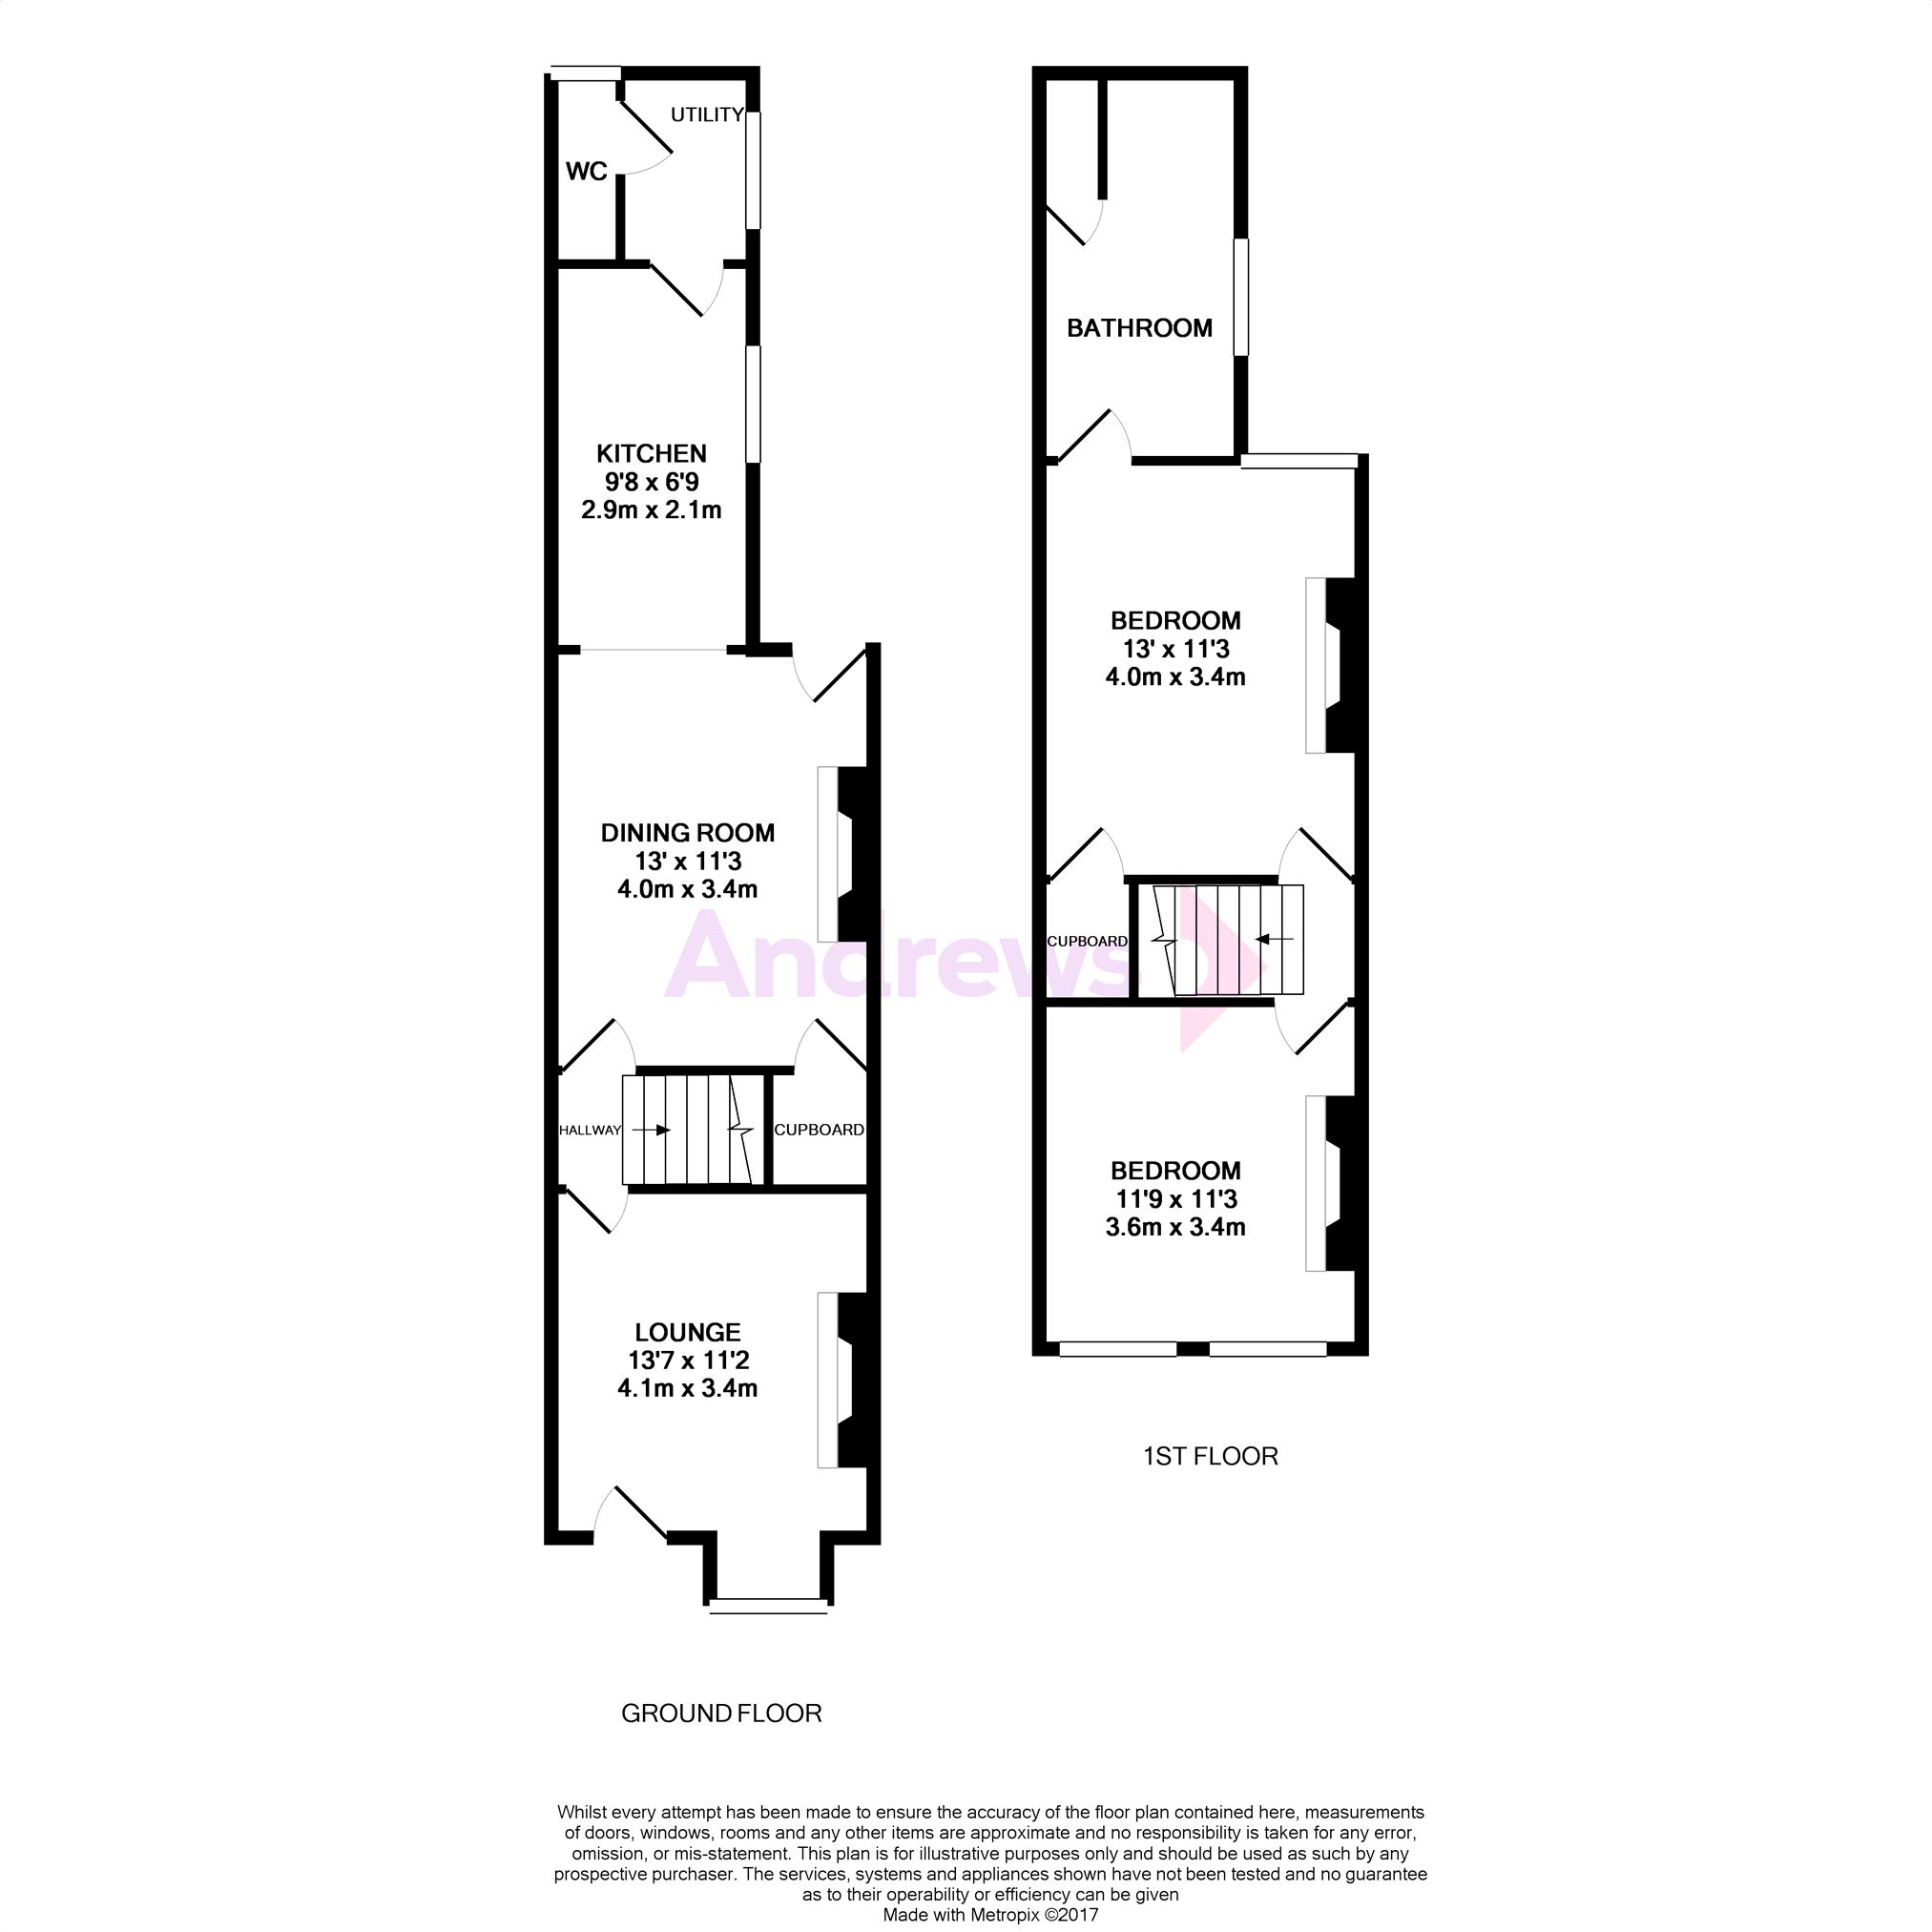 UTILITY
WC
KITCHEN
9'8 x 6'9
2.9m x 2.1m
DINING ROOM
13' x 11'3
4.0m x 3.4m
HALLWAY
CUPBOARD
LOUNGE
13'7 x 11'2
4.1m x 3.4m
GROUND FLOOR
BATHROOM
BEDROOM
13' x 11'3
4.0m x 3.4m
CUPBOARD
BEDROOM
11'9 x 11'3
3.6m x 3.4m
1ST FLOOR
Andrews
Whilst every attempt has been made to ensure the accuracy of the floor plan contained here, measurements
of doors, windows, rooms and any other items are approximate and no responsibility is taken for any error,
omission, or mis-statement. This plan is for illustrative purposes only and should be used as such by any
prospective purchaser. The services, systems and appliances shown have not been tested and no guarantee
as to their operability or efficiency can be given
Made with Metropix ©2017